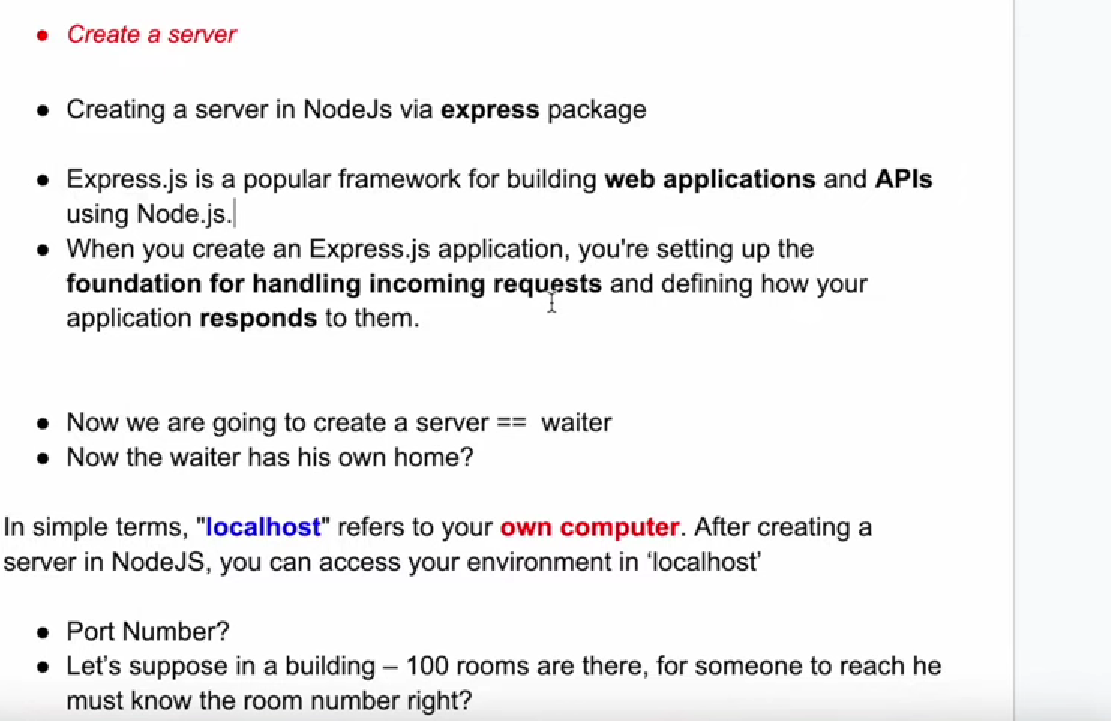 ● Create a server
● Creating a server in NodeJs via express package
● Express.js is a popular framework for building web applications and APIs
using Node.js.
● When you create an Express.js application, you're setting up the
foundation for handling incoming requests and defining how your
application responds to them.
● Now we are going to create a server == waiter
● Now the waiter has his own home?
In simple terms, "localhost" refers to your own computer. After creating a
server in NodeJS, you can access your environment in ‘localhost’
● Port Number?
● Let’s suppose in a building – 100 rooms are there, for someone to reach he
must know the room number right?